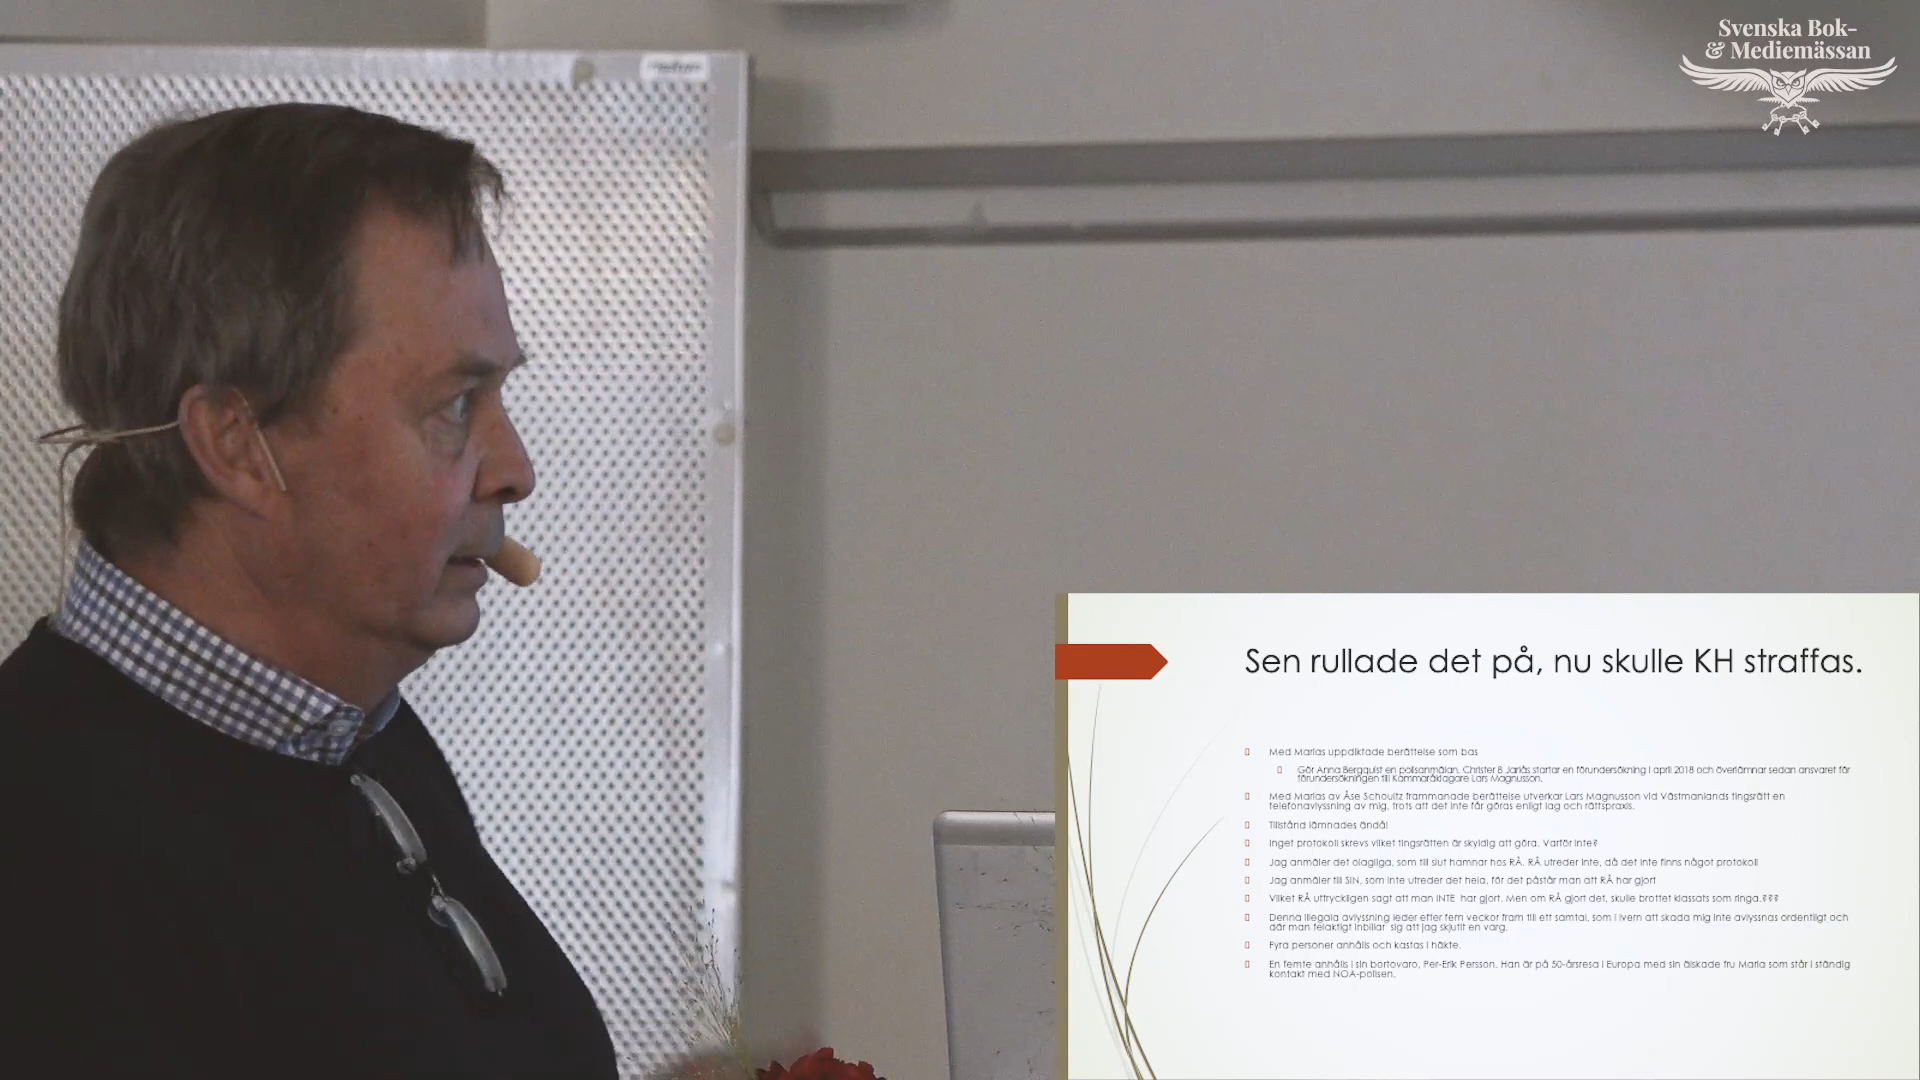 Svenska Bok-
& Mediemässan
Sen rullade det på, nu skulle KH straffas.
Med Marias uppdiktade berättelse som bas
Gör Anna Bergquist en polisanmälan. Christer B Jarlås startar en förundersökning i april 2018 och överlämnar sedan ansvaret för
förundersökningen till Kammaråklagare Lars Magnusson.
Med Marias av Åse Schoultz frammanade berättelse utverkar Lars Magnusson vid Västmanlands tingsrätt en
telefonavlyssning av mig, trots att det inte får göras enligt lag och rättspraxis.
Tillstånd lämnades ändå!
Inget protokoll skrevs vilket tingsrätten är skyldig att göra. Varför inte?
Jag anmäler det olagliga, som till slut hamnar hos RÅ. RÅ utreder inte, då det inte finns något protokoll
Jag anmäler till SIN, som inte utreder det hela, för det påstår man att RÅ har gjort
Vilket RÅ uttryckligen sagt att man INTE har gjort. Men om RÅ gjort det, skulle brottet klassats som ringa.???
Denna illegala avlyssning leder efter fem veckor fram till ett samtal, som i ivern att skada mig inte avlyssnas ordentligt och
där man felaktigt inbillar sig att jag skjutit en varg.
Fyra personer anhålls och kastas i häkte.
En femte anhålls i sin bortovaro, Per-Erik Persson. Han är på 50-årsresa i Europa med sin älskade fru Maria som står i ständig
kontakt med NOA-polisen.